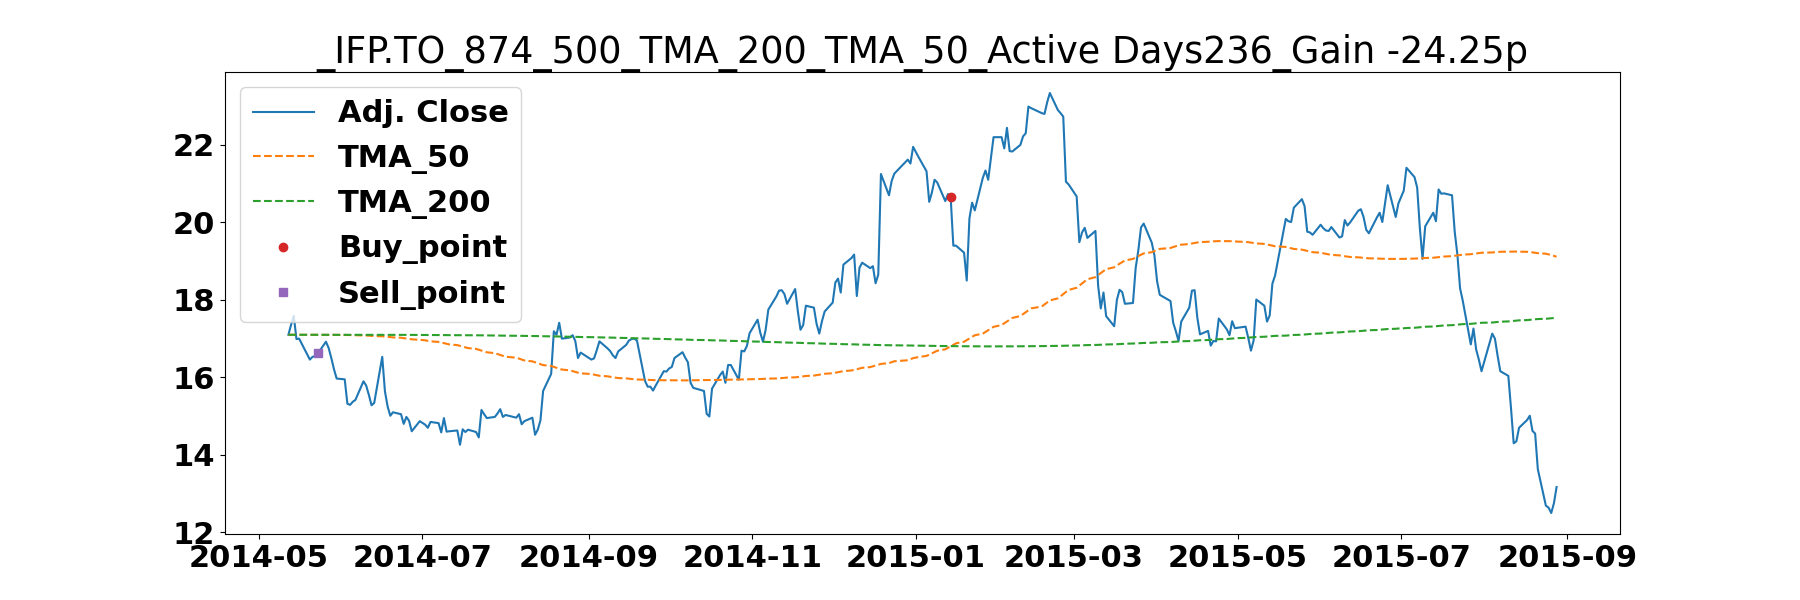 _IFP.TO_874_500_TMA_200_TMA_50_Active Days236_Gain -24.25p
Adj. Close
TMA_50
TMA_200
Buy_point
Sell_point
22
20
18
16
14
12
2014-05 2014-07 2014-09 2014-11 2015-01 2015-03 2015-05 2015-07 2015-09